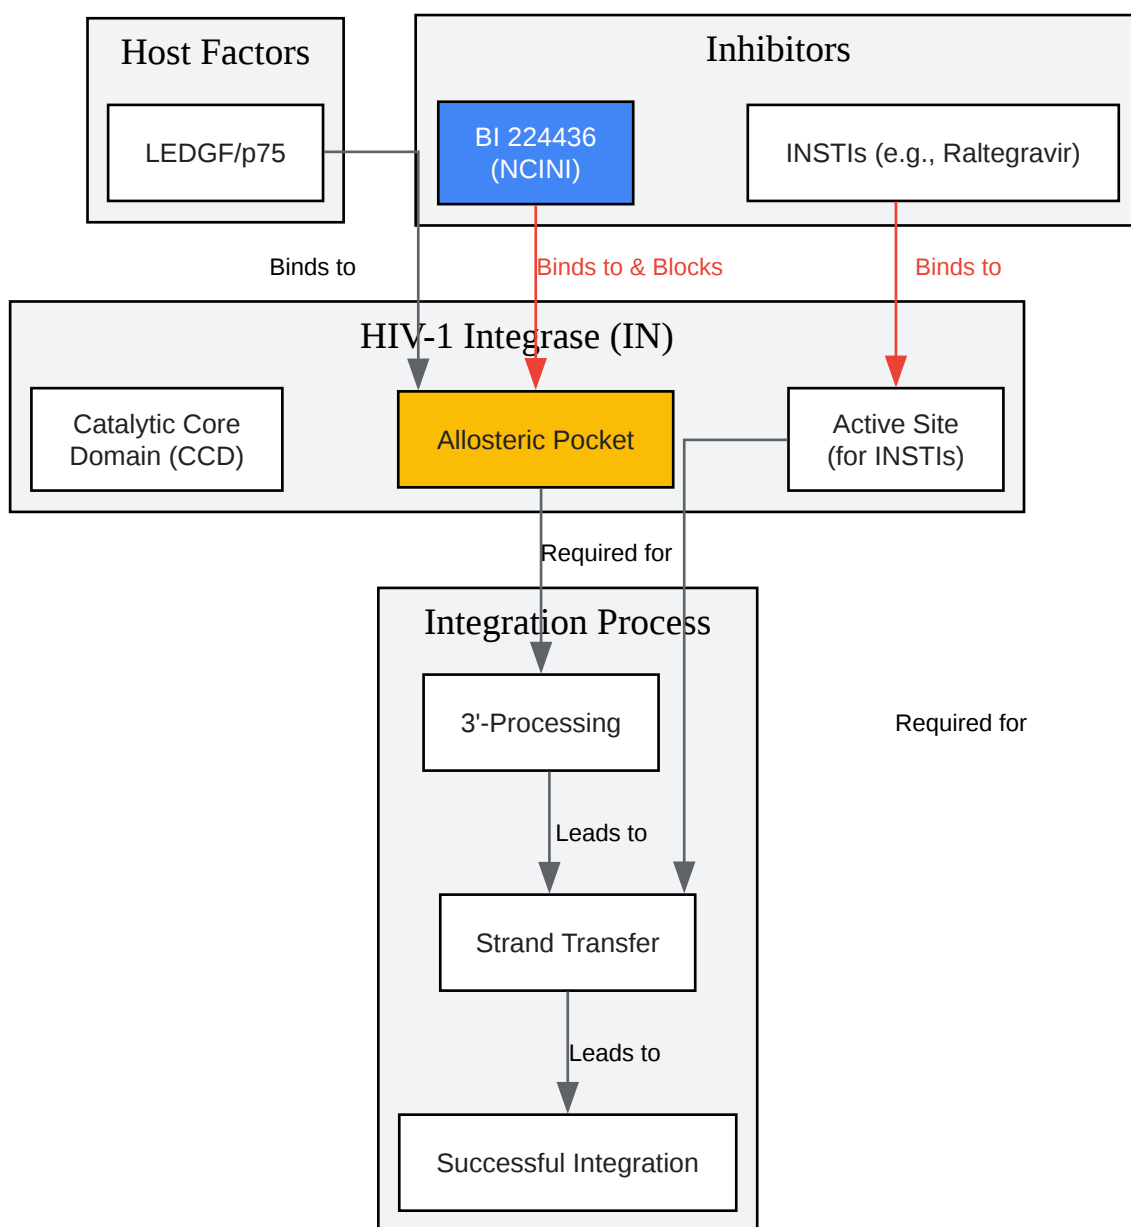 Host Factors
Inhibitors
LEDGF/p75
BI 224436
(NCINI)
INSTIs (e.g., Raltegravir)
Binds to
Binds to & Blocks
Binds to
HIV-1 Integrase (IN)
Catalytic Core
Domain (CCD)
Allosteric Pocket
Active Site
(for INSTIs)
Required for
Integration Process
3'-Processing
Required for
Leads to
Strand Transfer
Leads to
Successful Integration